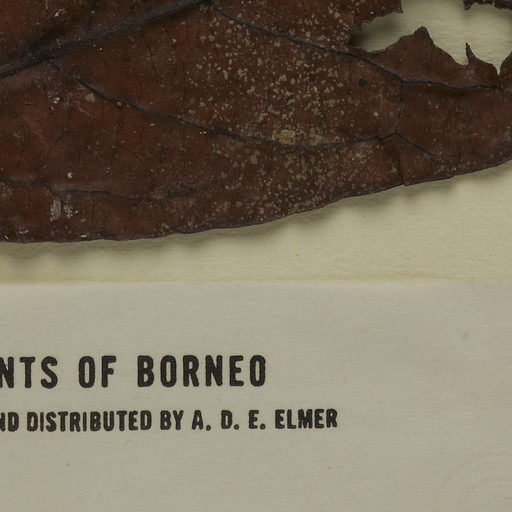 NTS OF BORNEO
ND DISTRIBUTED BY A. D. E. ELMER